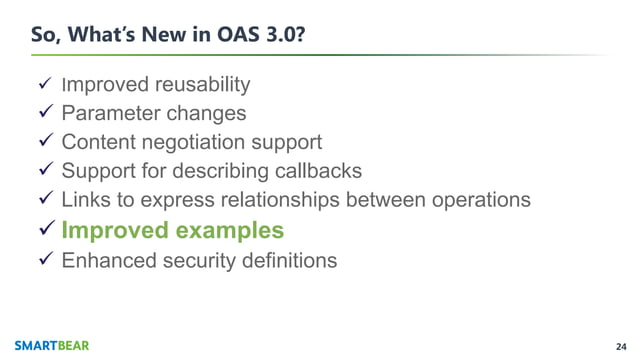 So, What’s New in OAS 3.0?
✓ Improved reusability
✓ Parameter changes
✓ Content negotiation support
✓ Support for describing callbacks
✓ Links to express relationships between operations
✓ Improved examples
✓ Enhanced security definitions
SMARTBEAR
24